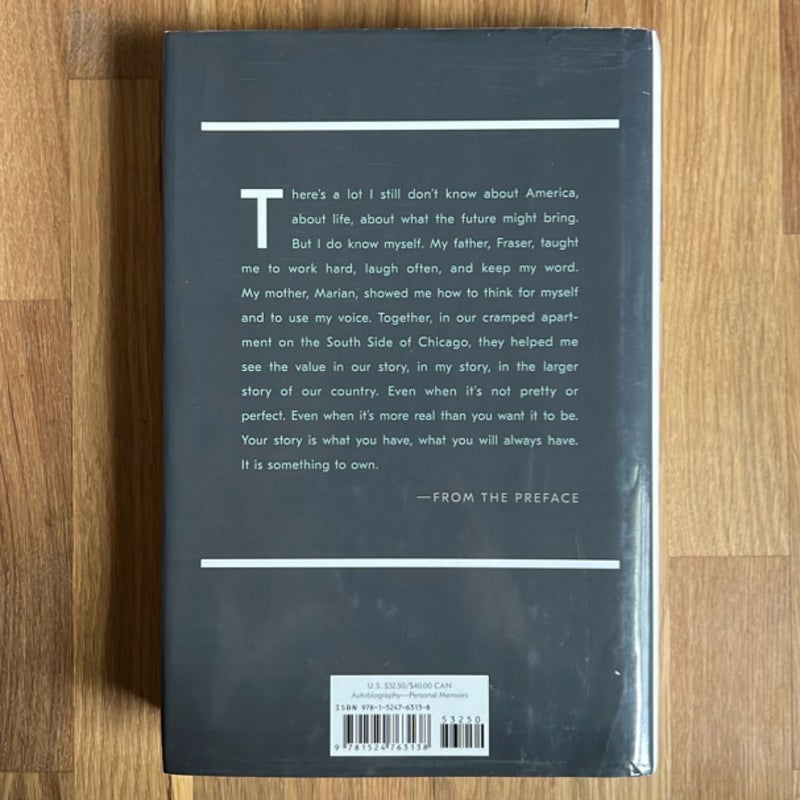 There's a lot I still don't know about America,
about life, about what the future might bring.
But I do know myself. My father, Fraser, taught
me to work hard, laugh often, and keep my word.
My mother, Marian, showed me how to think for myself
and to use my voice. Together, in our cramped apart-
ment on the South Side of Chicago, they helped me
see the value in our story, in my story, in the larger
story of our country. Even when it's not pretty or
perfect. Even when it's more real than you want it to be.
Your story is what you have, what you will always have.
It is something to own.
—FROM THE PREFACE
U.S. $32.50/$40.00 CAN
Autobiography—Personal Memoirs
ISBN 978-1-5247-6313-8
53250
9 781524 763138